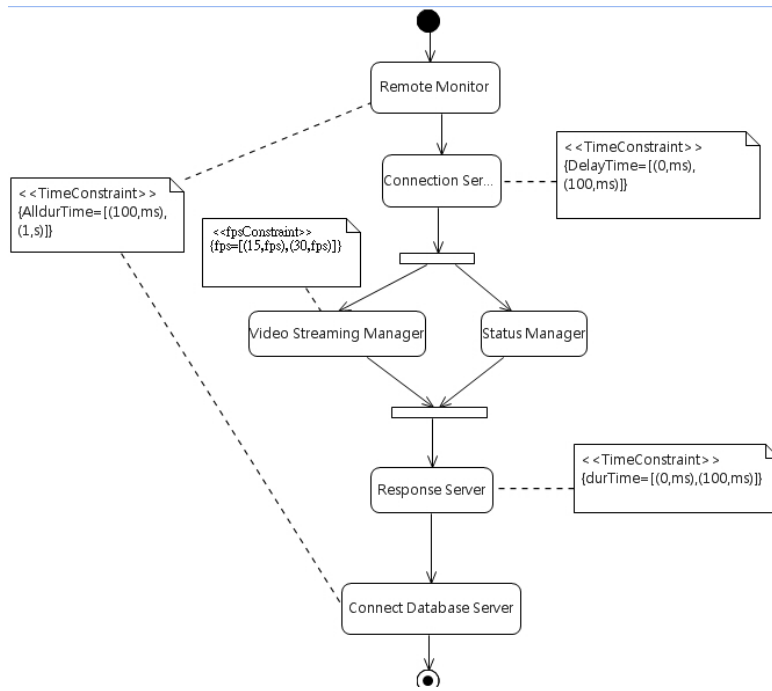 Remote Monitor
<<TimeConstraint>>
{DelayTime=[(0,ms),
(100,ms)]}
Connection Ser...
<<TimeConstraint>>
{AlldurTime=[(100,ms),
(1,s)]}
<<fpsConstraint>>
{fps=[(15,fps),(30,fps)]}
Video Streaming Manager
Status Manager
<<TimeConstraint>>
{durTime=[(0,ms),(100,ms)]}
Response Server
Connect Database Server